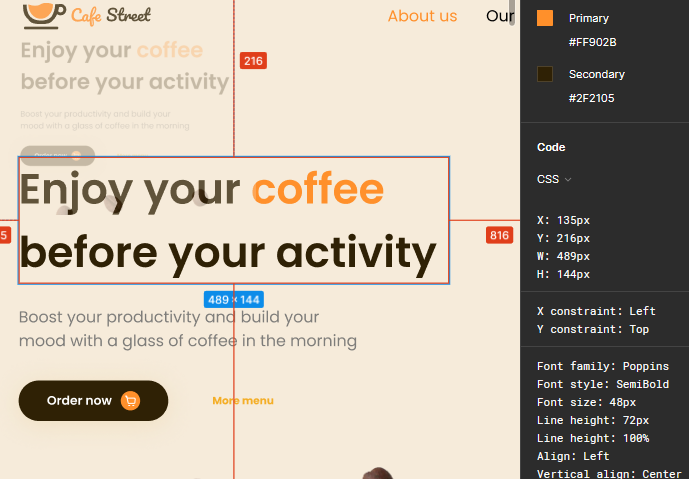 Cafe Street
About us
Our
Enjoy your coffee
before your activity
216
Boost your productivity and build your
mood with a glass of coffee in the morning
Enjoy your coffee
before your activity
5
816
489 × 144
Boost your productivity and build your
mood with a glass of coffee in the morning
Order now
More menu
Primary
#FF902B
Secondary
#2F2105
Code
CSS
X: 135px
Y: 216px
W: 489px
H: 144px
X constraint: Left
Y constraint: Top
Font family: Poppins
Font style: SemiBold
Font size: 48px
Line height: 72px
Line height: 100%
Align: Left
Vertical align: Center